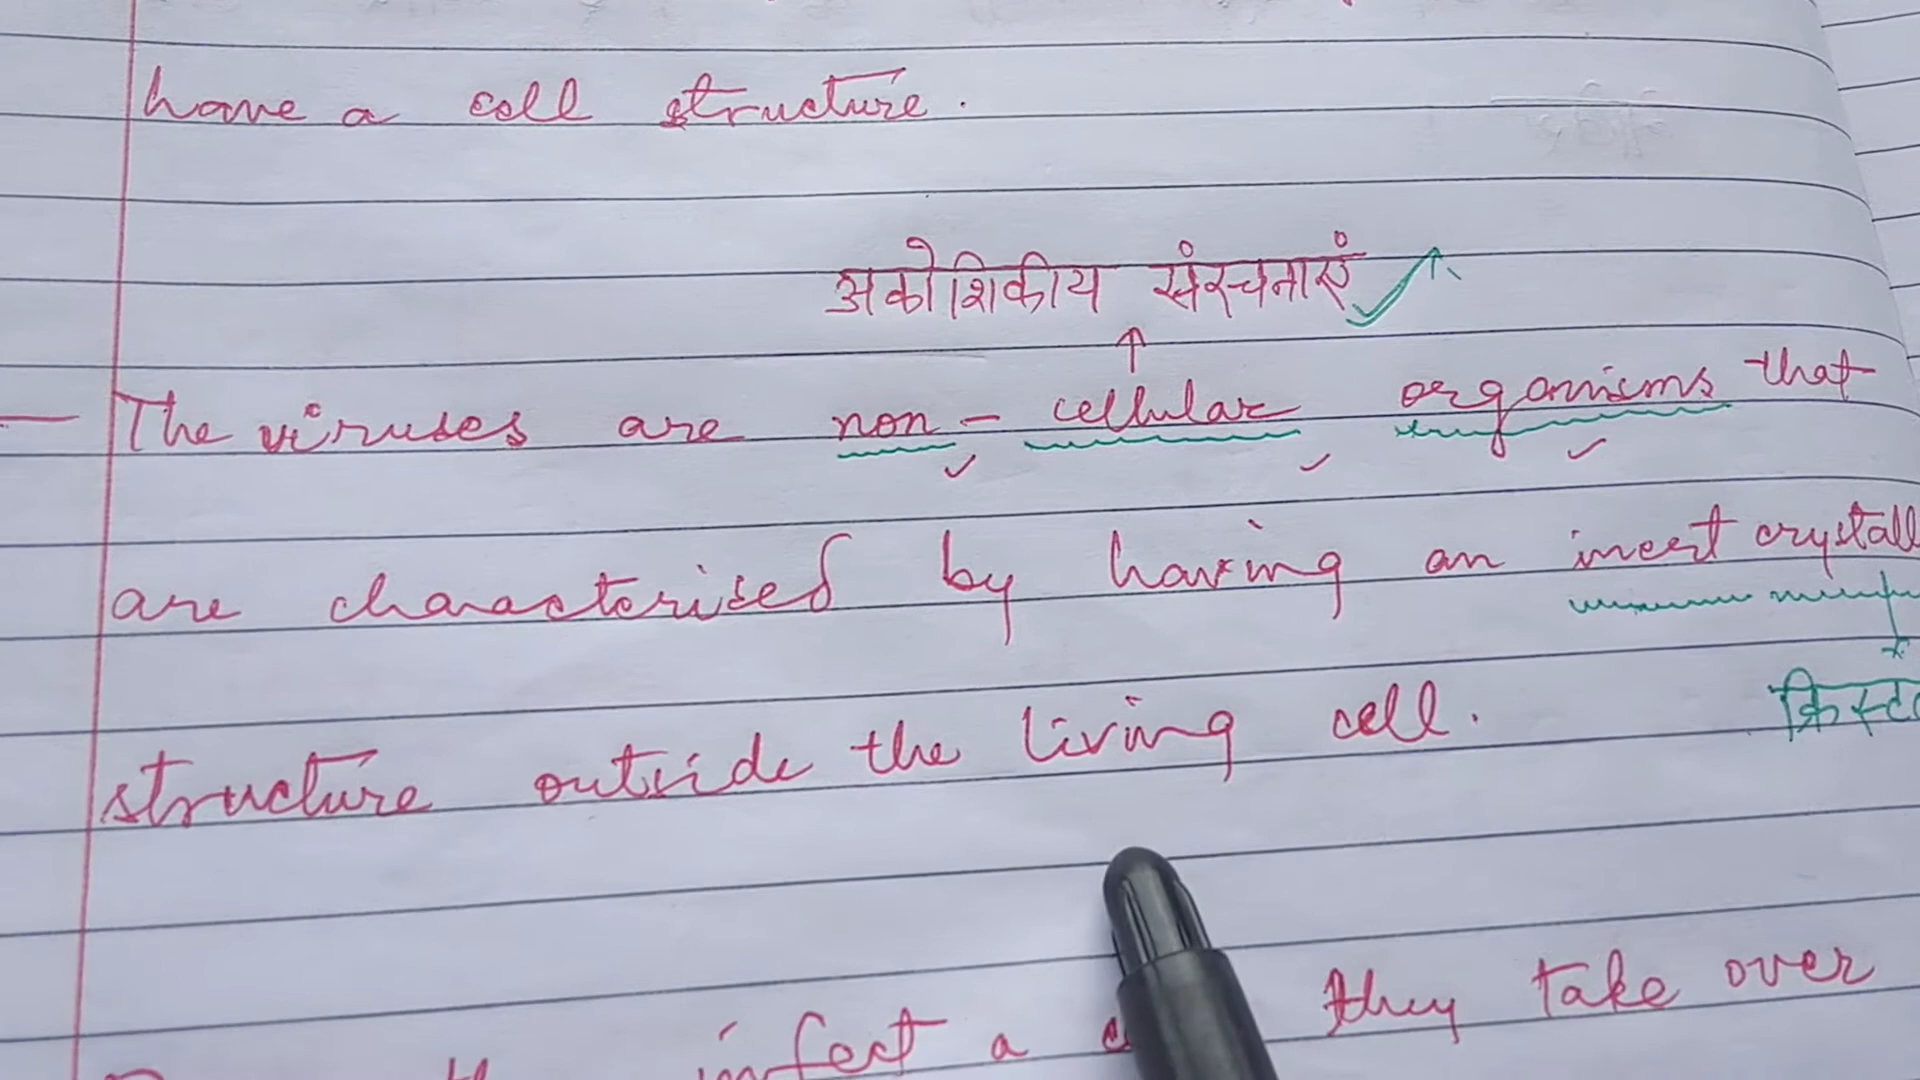 have a cell structure.
अकोशिकीय संरचनाएं
The viruses are non-cellular organisms that
are characterised by having an inert crystall
structure outside the living cell.
infect a they take over